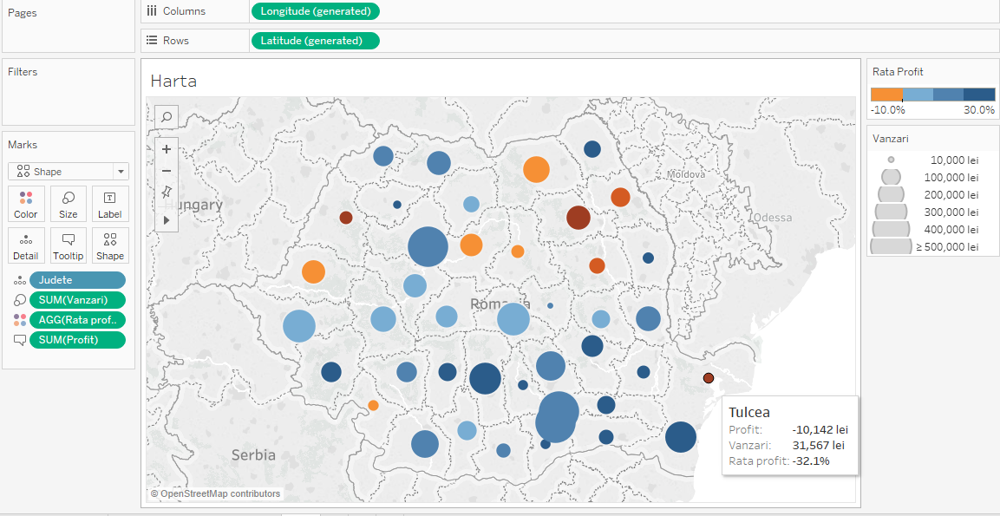 Pages
Columns
Longitude (generated)
Rows
Latitude (generated)
Filters
Marks
Shape
Color
Size
Label
Detail
Tooltip
Shape
Judete
SUM(Vanzari)
AGG(Rata prof..
SUM(Profit)
Harta
Moldova
Hungary
Odessa
Romania
Serbia
Tulcea
Profit: -10,142 lei
Vanzari: 31,567 lei
Rata profit: -32.1%
© OpenStreetMap contributors
Rata Profit
-10.0% 30.0%
Vanzari
10,000 lei
100,000 lei
200,000 lei
300,000 lei
400,000 lei
≥ 500,000 lei